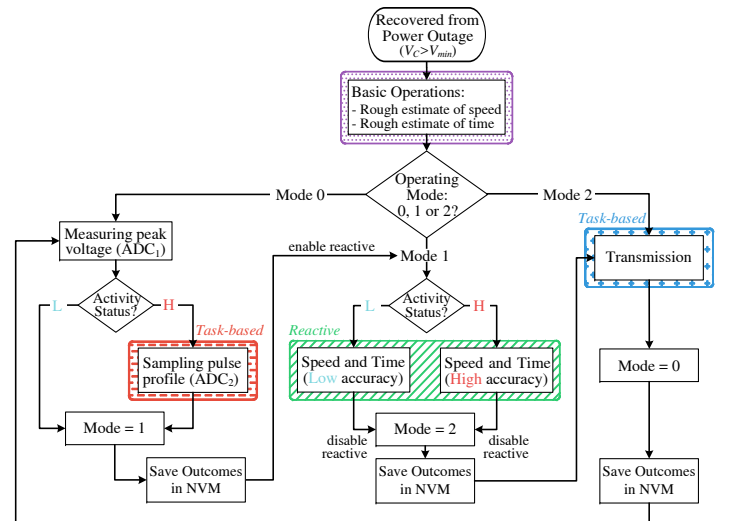 Recovered from
Power Outage
(V_C>V_min)
Basic Operations:
- Rough estimate of speed
- Rough estimate of time
Operating
Mode:
0, 1 or 2?
Mode 0
Mode 2
Measuring peak
voltage (ADC₁)
enable reactive
Mode 1
Task-based
Transmission
L
Activity
Status?
H
Task-based
Sampling pulse
profile (ADC₂)
L
Activity
Status?
H
Reactive
Speed and Time
(Low accuracy)
Speed and Time
(High accuracy)
Mode = 0
Mode = 1
disable
reactive
Mode = 2
disable
reactive
Save Outcomes
in NVM
Save Outcomes
in NVM
Save Outcomes
in NVM